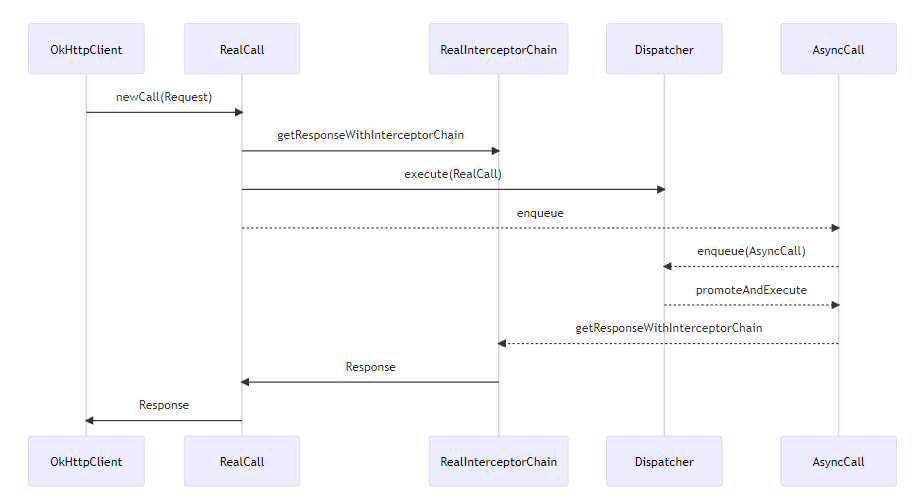 OkHttpClient
RealCall
RealInterceptorChain
Dispatcher
AsyncCall
newCall(Request)
getResponseWithInterceptorChain
execute(RealCall)
enqueue
enqueue(AsyncCall)
promoteAndExecute
getResponseWithInterceptorChain
Response
Response
OkHttpClient
RealCall
RealInterceptorChain
Dispatcher
AsyncCall